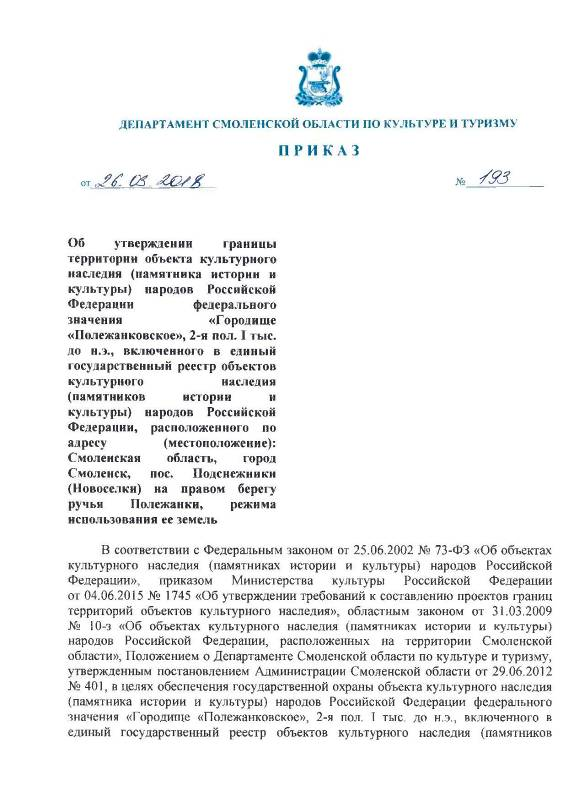 ДЕПАРТАМЕНТ СМОЛЕНСКОЙ ОБЛАСТИ ПО КУЛЬТУРЕ И ТУРИЗМУ
П Р И К А З
от 26.03.2018 № 193
Об утверждении границы
территории объекта культурного
наследия (памятника истории и
культуры) народов Российской
Федерации федерального
значения «Городище
«Полежанковское», 2-я пол. I тыс.
до н.э., включенного в единый
государственный реестр объектов
культурного наследия
(памятников истории и
культуры) народов Российской
Федерации, расположенного по
адресу (местоположение):
Смоленская область, город
Смоленск, пос. Подснежники
(Новоселки) на правом берегу
ручья Полежанки, режима
использования ее земель
В соответствии с Федеральным законом от 25.06.2002 № 73-ФЗ «Об объектах
культурного наследия (памятниках истории и культуры) народов Российской
Федерации», приказом Министерства культуры Российской Федерации
от 04.06.2015 № 1745 «Об утверждении требований к составлению проектов границ
территорий объектов культурного наследия», областным законом от 31.03.2009
№ 10-з «Об объектах культурного наследия (памятниках истории и культуры)
народов Российской Федерации, расположенных на территории Смоленской
области», Положением о Департаменте Смоленской области по культуре и туризму,
утвержденным постановлением Администрации Смоленской области от 29.06.2012
№ 401, в целях обеспечения государственной охраны объекта культурного наследия
(памятника истории и культуры) народов Российской Федерации федерального
значения «Городище «Полежанковское», 2-я пол. I тыс. до н.э., включенного в
единый государственный реестр объектов культурного наследия (памятников